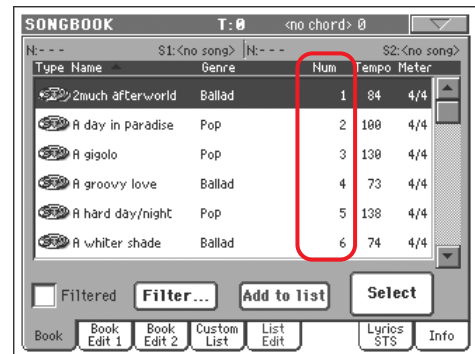 SONGBOOK T:0 <no chord> 0
N:--- S1:<no song> N:--- S2:<no song>
Type Name Genre Num Tempo Meter
2much afterworld Ballad 1 84 4/4
A day in paradise Pop 2 100 4/4
A gigolo Pop 3 130 4/4
A groovy love Ballad 4 73 4/4
A hard day/night Pop 5 138 4/4
A whiter shade Ballad 6 74 4/4
Filtered Filter... Add to list Select
Book Book Edit 1 Book Edit 2 Custom List List Edit Lyrics STS Info